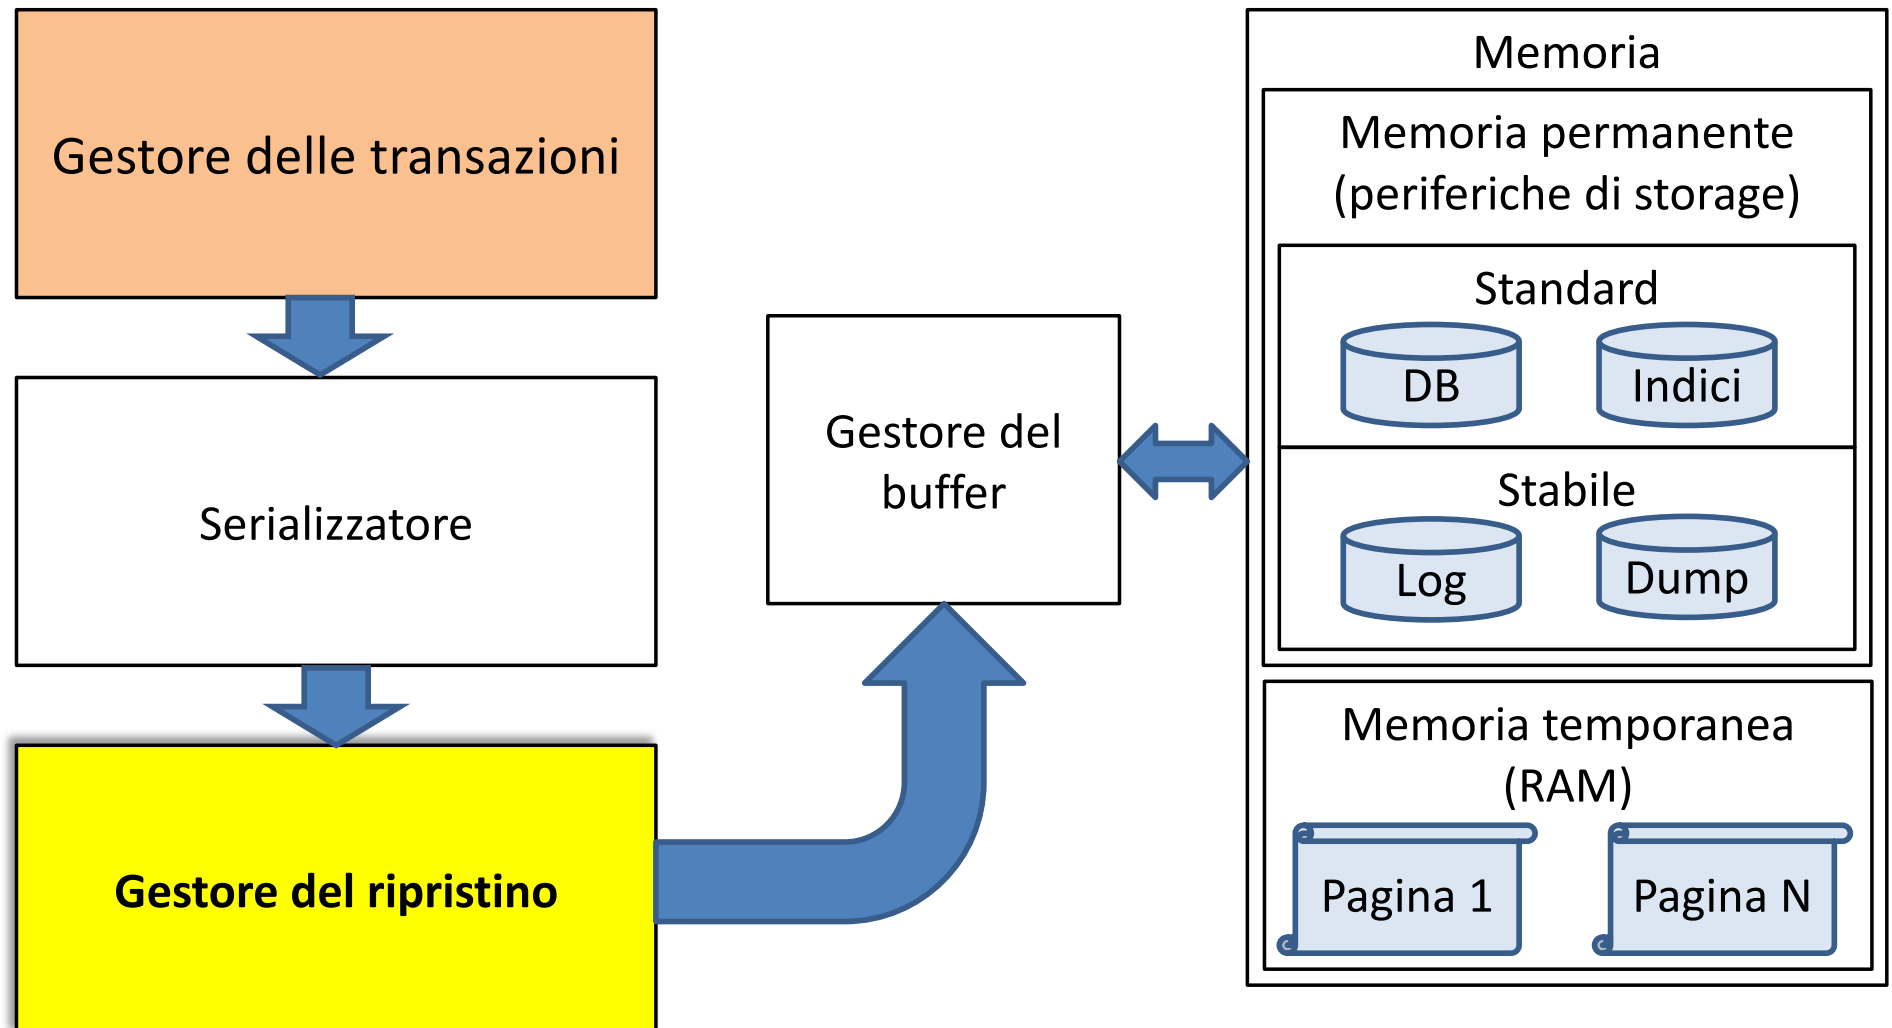 Gestore delle transazioni
Serializzatore
Gestore del ripristino
Gestore del
buffer
Memoria
Memoria permanente
(periferiche di storage)
Standard
DB
Indici
Stabile
Log
Dump
Memoria temporanea
(RAM)
Pagina 1
Pagina N